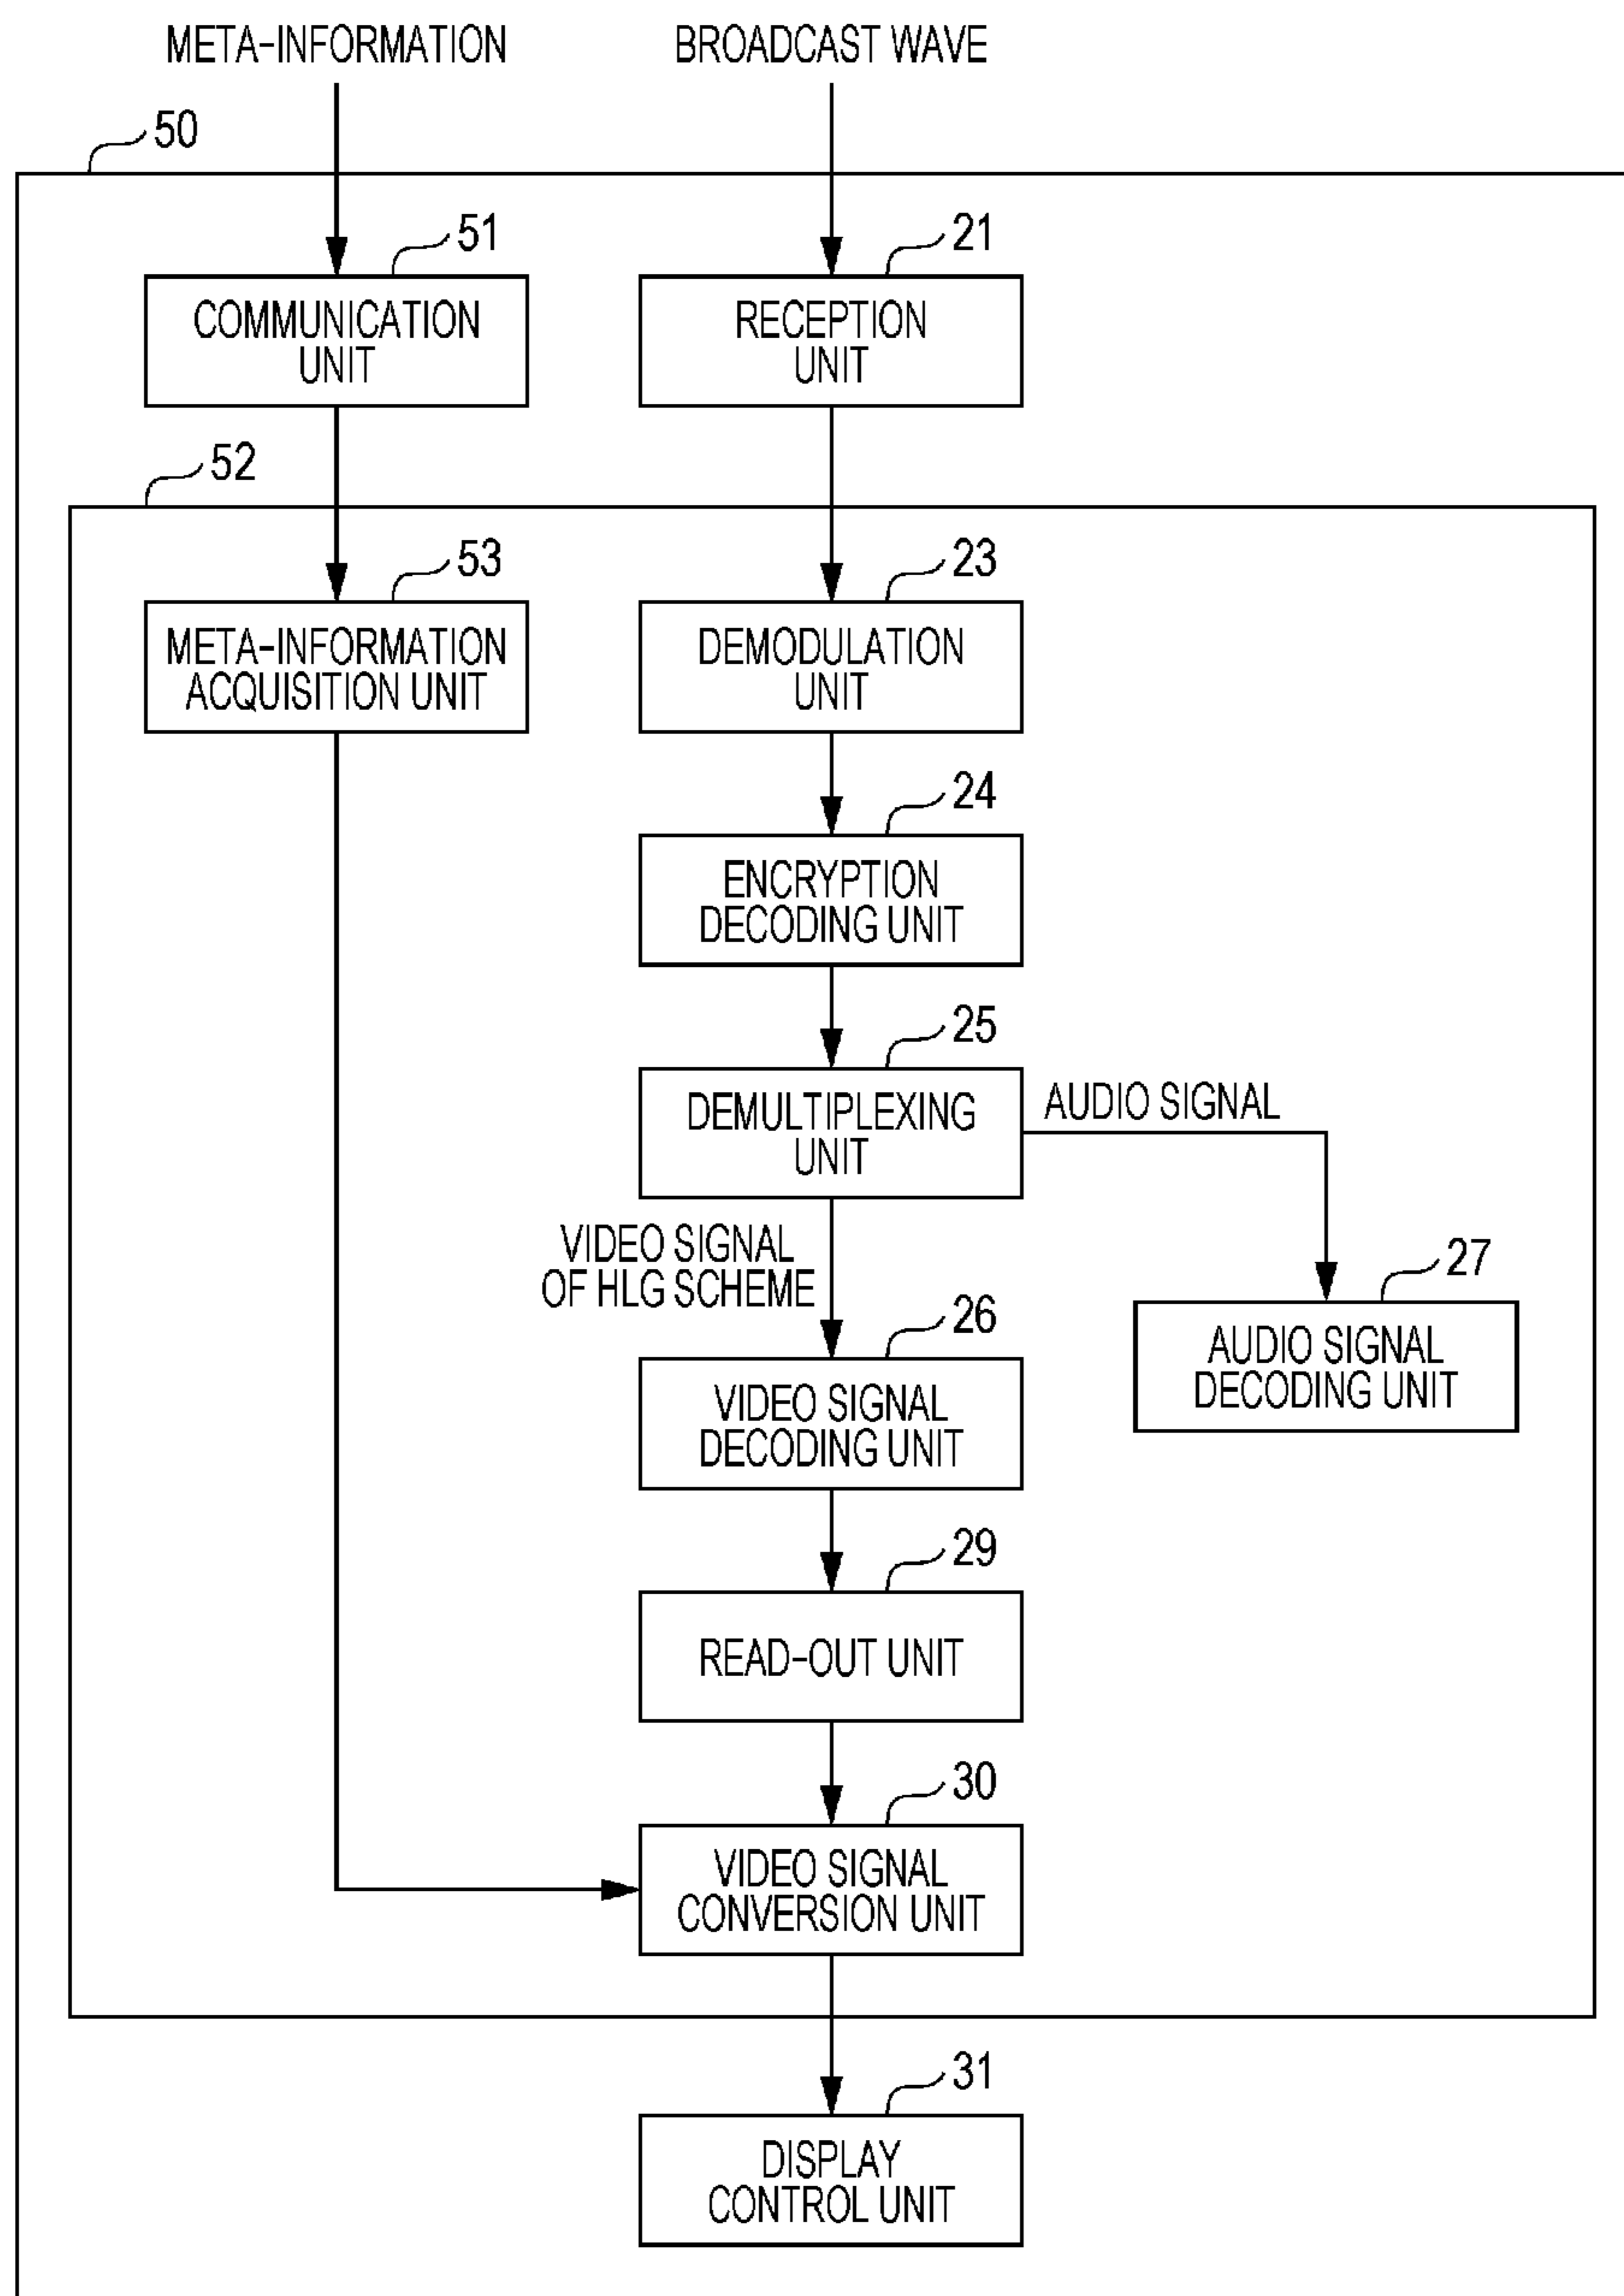 META-INFORMATION
BROADCAST WAVE
50
51
21
COMMUNICATION
UNIT
RECEPTION
UNIT
52
53
23
META-INFORMATION
ACQUISITION UNIT
DEMODULATION
UNIT
24
ENCRYPTION
DECODING UNIT
25
DEMULTIPLEXING
UNIT
AUDIO SIGNAL
VIDEO SIGNAL
OF HLG SCHEME
27
AUDIO SIGNAL
DECODING UNIT
26
VIDEO SIGNAL
DECODING UNIT
29
READ-OUT UNIT
30
VIDEO SIGNAL
CONVERSION UNIT
31
DISPLAY
CONTROL UNIT